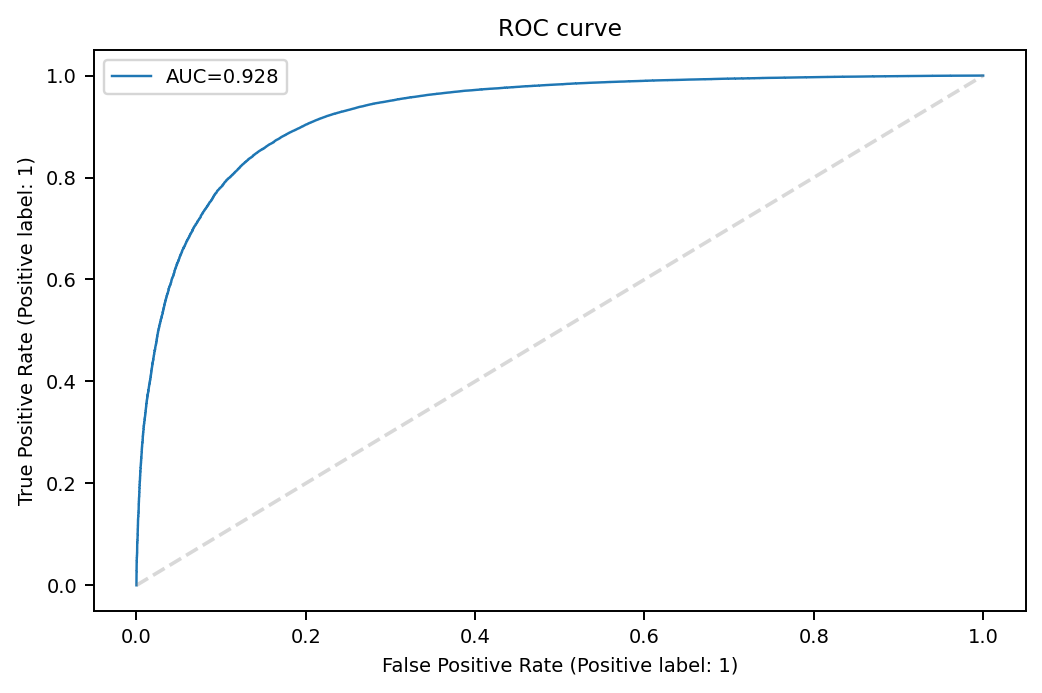 ROC curve
AUC=0.928
True Positive Rate (Positive label: 1)
1.0
0.8
0.6
0.4
0.2
0.0
0.0 0.2 0.4 0.6 0.8 1.0
False Positive Rate (Positive label: 1)